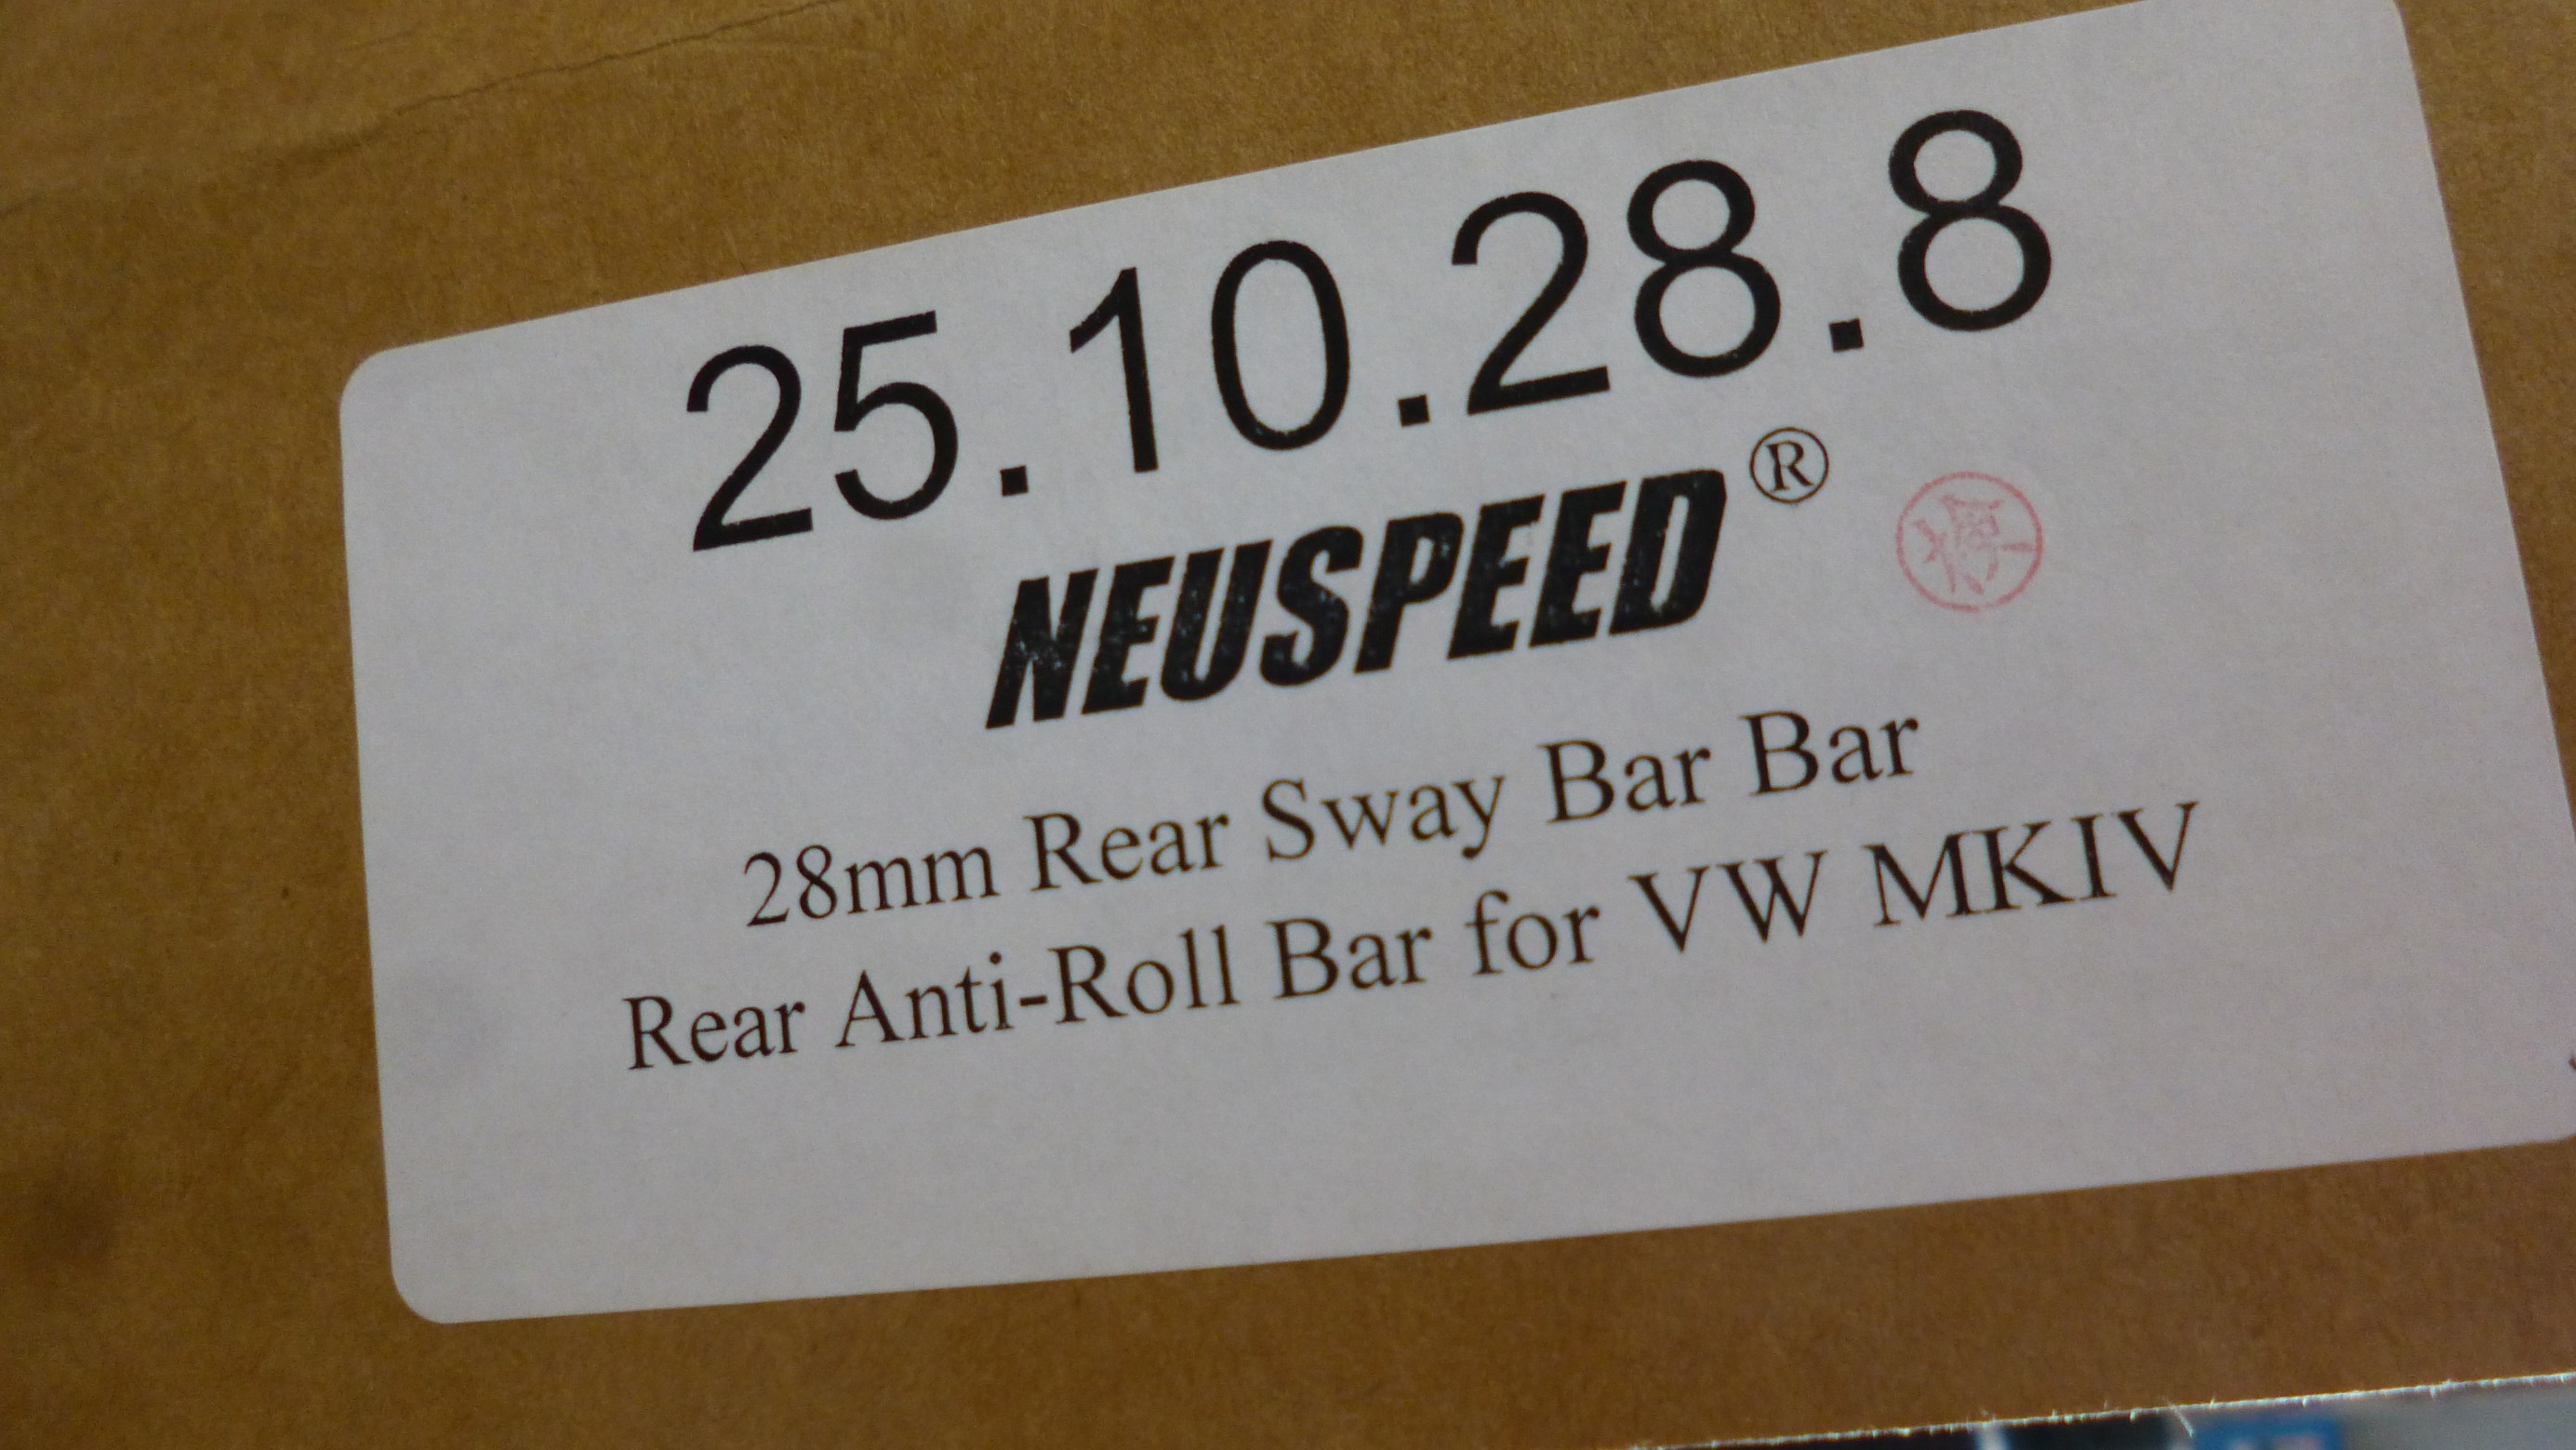 25.10.28.8
NEUSPEED®
28mm Rear Sway Bar Bar
Rear Anti-Roll Bar for VW MKIV